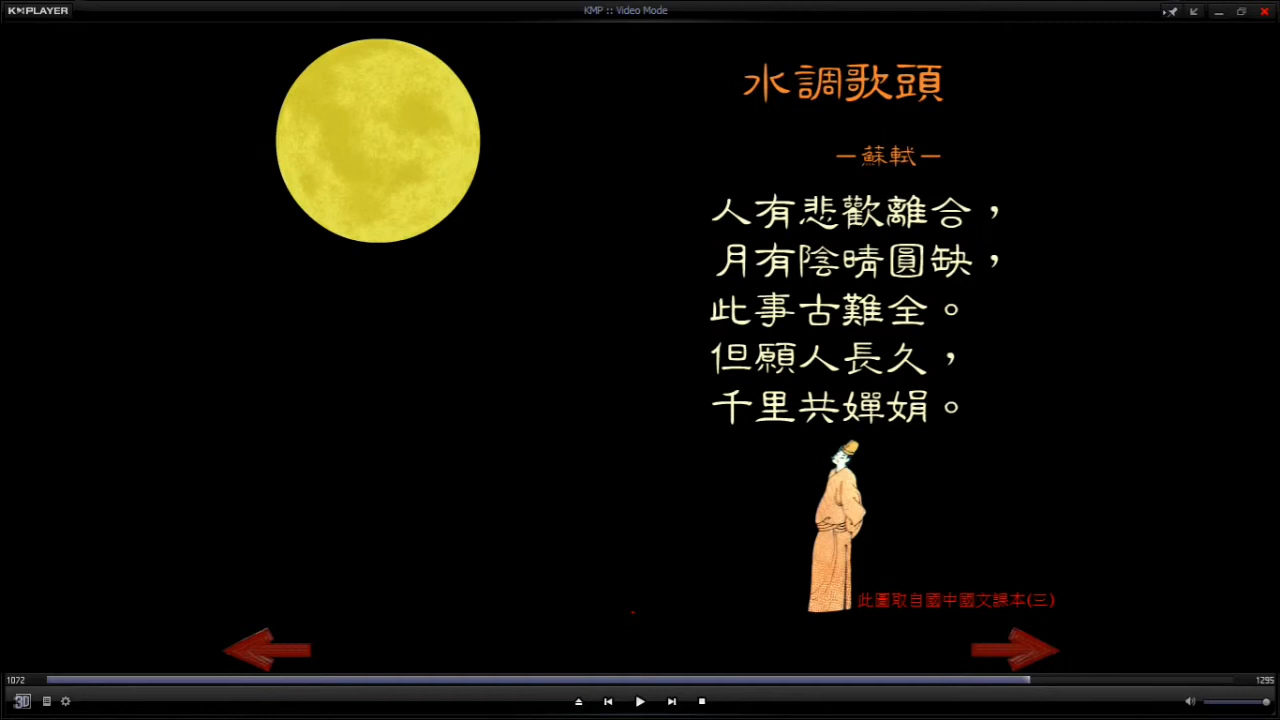 KMPLAYER
KMP :: Video Mode
水調歌頭
－蘇軾－
人有悲歡離合，
月有陰晴圓缺，
此事古難全。
但願人長久，
千里共嬋娟。
此圖取自國中國文課本(三)
1072
1295
3D